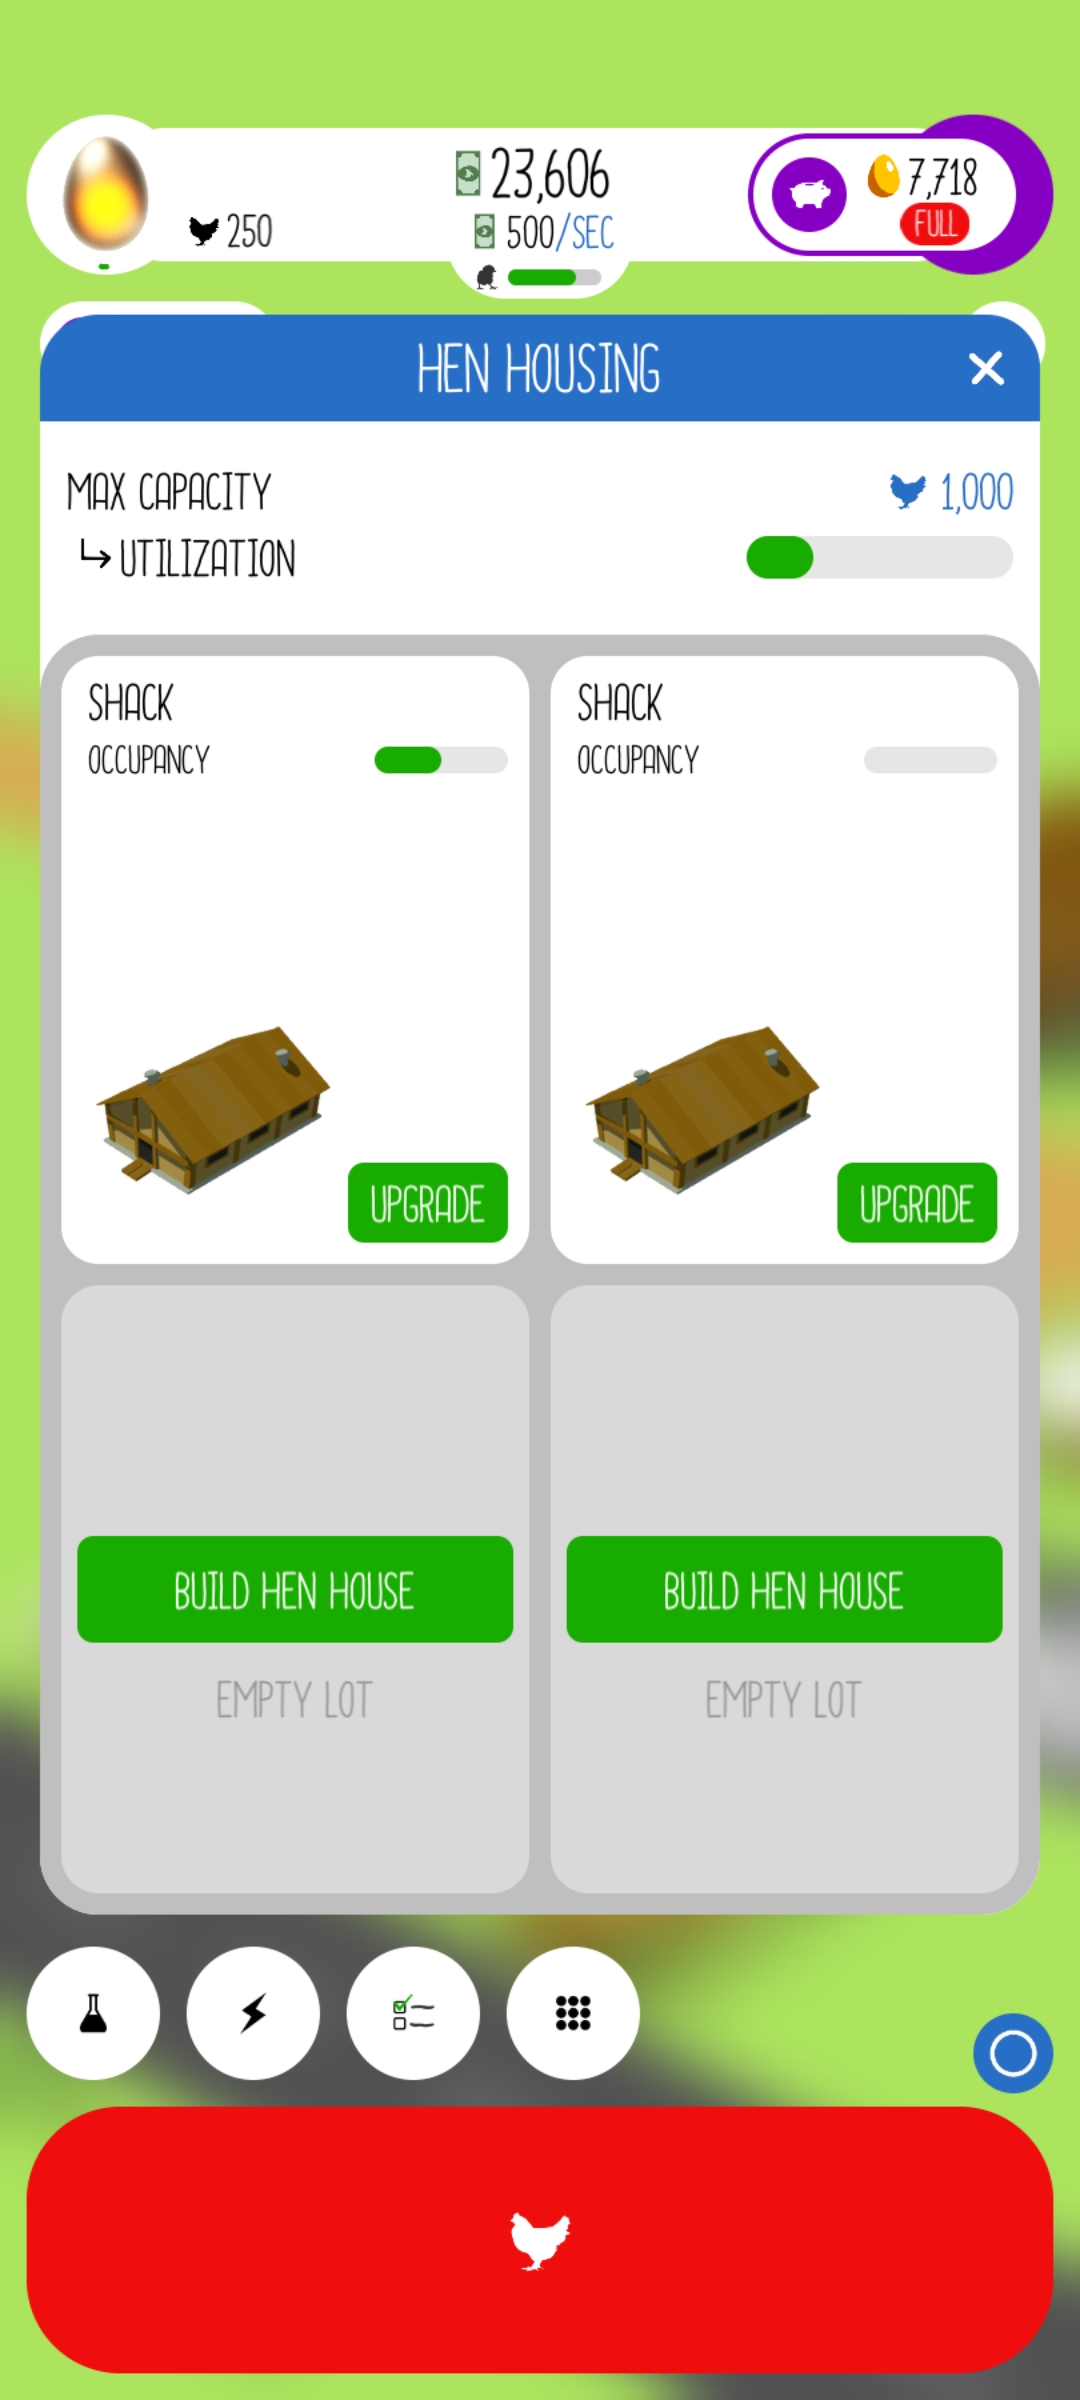 23,606
7,718
250
500/SEC
FULL
HEN HOUSING
MAX CAPACITY 1,000
UTILIZATION
SHACK
OCCUPANCY
UPGRADE
SHACK
OCCUPANCY
UPGRADE
BUILD HEN HOUSE
EMPTY LOT
BUILD HEN HOUSE
EMPTY LOT